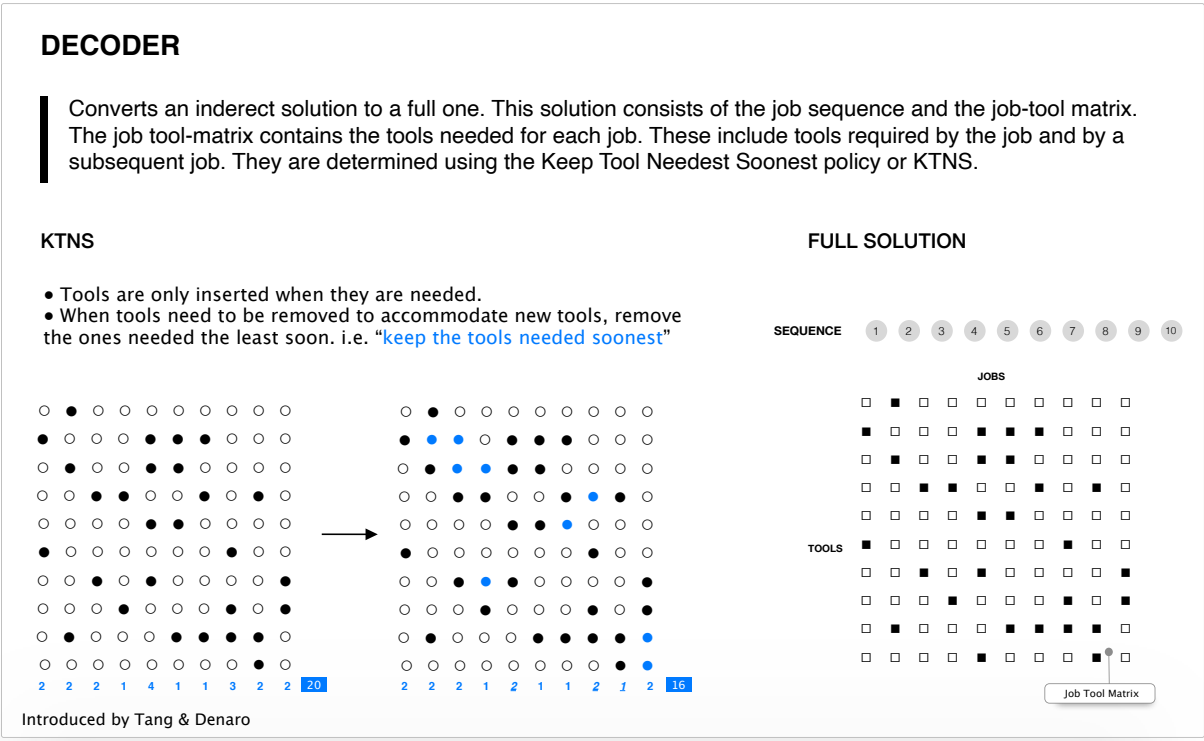 DECODER
Converts an inderect solution to a full one. This solution consists of the job sequence and the job-tool matrix.
The job tool-matrix contains the tools needed for each job. These include tools required by the job and by a
subsequent job. They are determined using the Keep Tool Needest Soonest policy or KTNS.
KTNS
• Tools are only inserted when they are needed.
• When tools need to be removed to accommodate new tools, remove
the ones needed the least soon. i.e. “keep the tools needed soonest”
2 2 2 1 4 1 1 3 2 2 20
2 2 2 1 2 1 1 2 1 2 16
Introduced by Tang & Denaro
FULL SOLUTION
SEQUENCE 1 2 3 4 5 6 7 8 9 10
JOBS
TOOLS
Job Tool Matrix